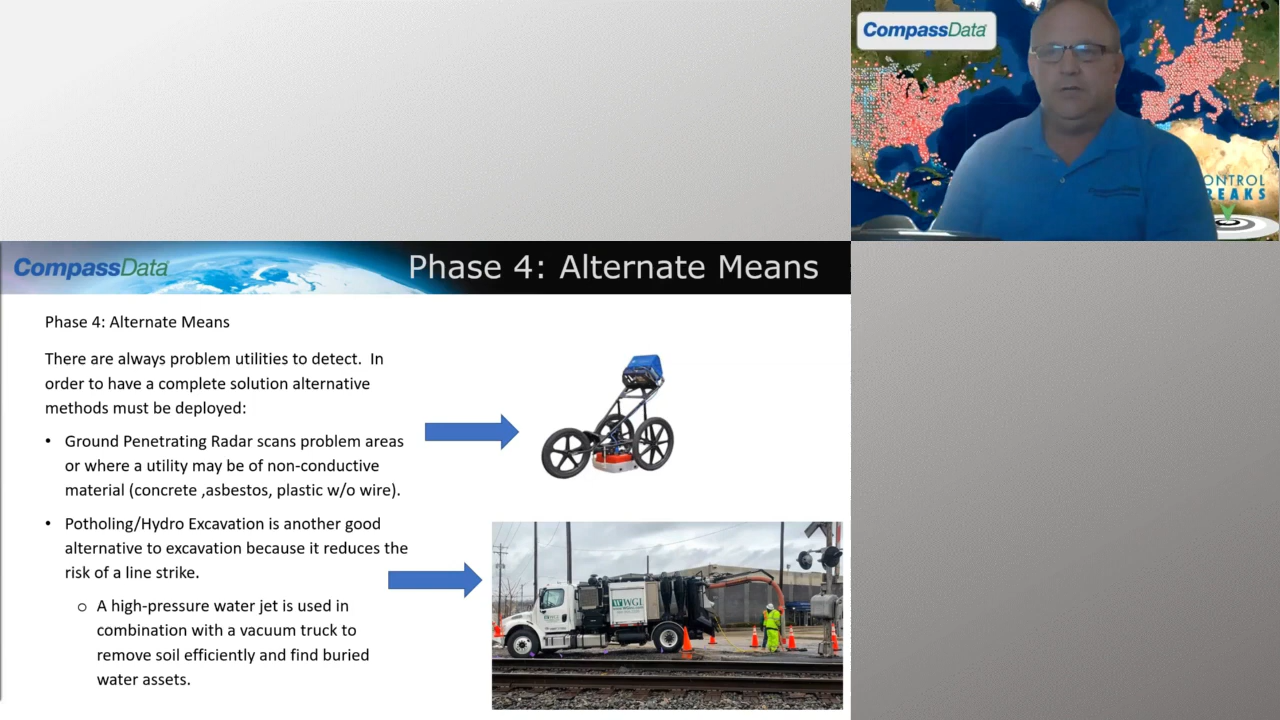 CompassData
ONTROL
REAKS
CompassData
Phase 4: Alternate Means
Phase 4: Alternate Means
There are always problem utilities to detect.  In
order to have a complete solution alternative
methods must be deployed:
• Ground Penetrating Radar scans problem areas
or where a utility may be of non-conductive
material (concrete ,asbestos, plastic w/o wire).
• Potholing/Hydro Excavation is another good
alternative to excavation because it reduces the
risk of a line strike.
o A high-pressure water jet is used in
combination with a vacuum truck to
remove soil efficiently and find buried
water assets.
WGI